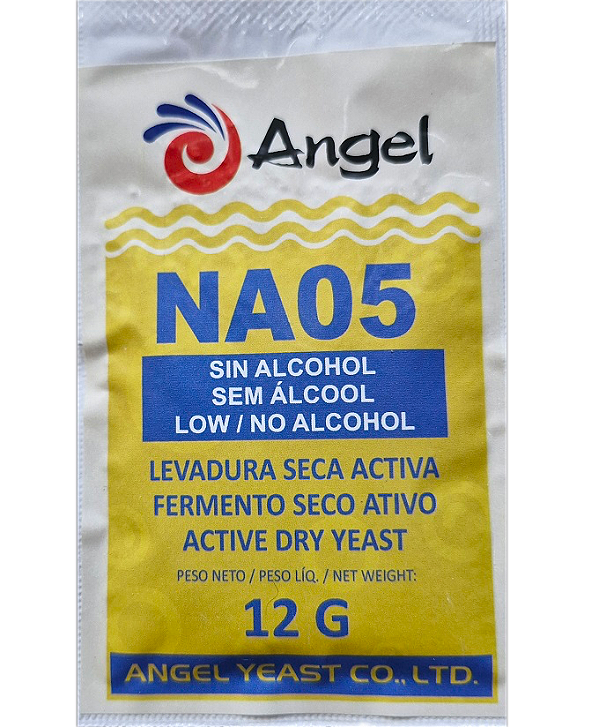 Angel
NA05
SIN ALCOHOL
SEM ÁLCOOL
LOW / NO ALCOHOL
LEVADURA SECA ACTIVA
FERMENTO SECO ATIVO
ACTIVE DRY YEAST
PESO NETO / PESO LÍQ. / NET WEIGHT:
12 G
ANGEL YEAST CO., LTD.